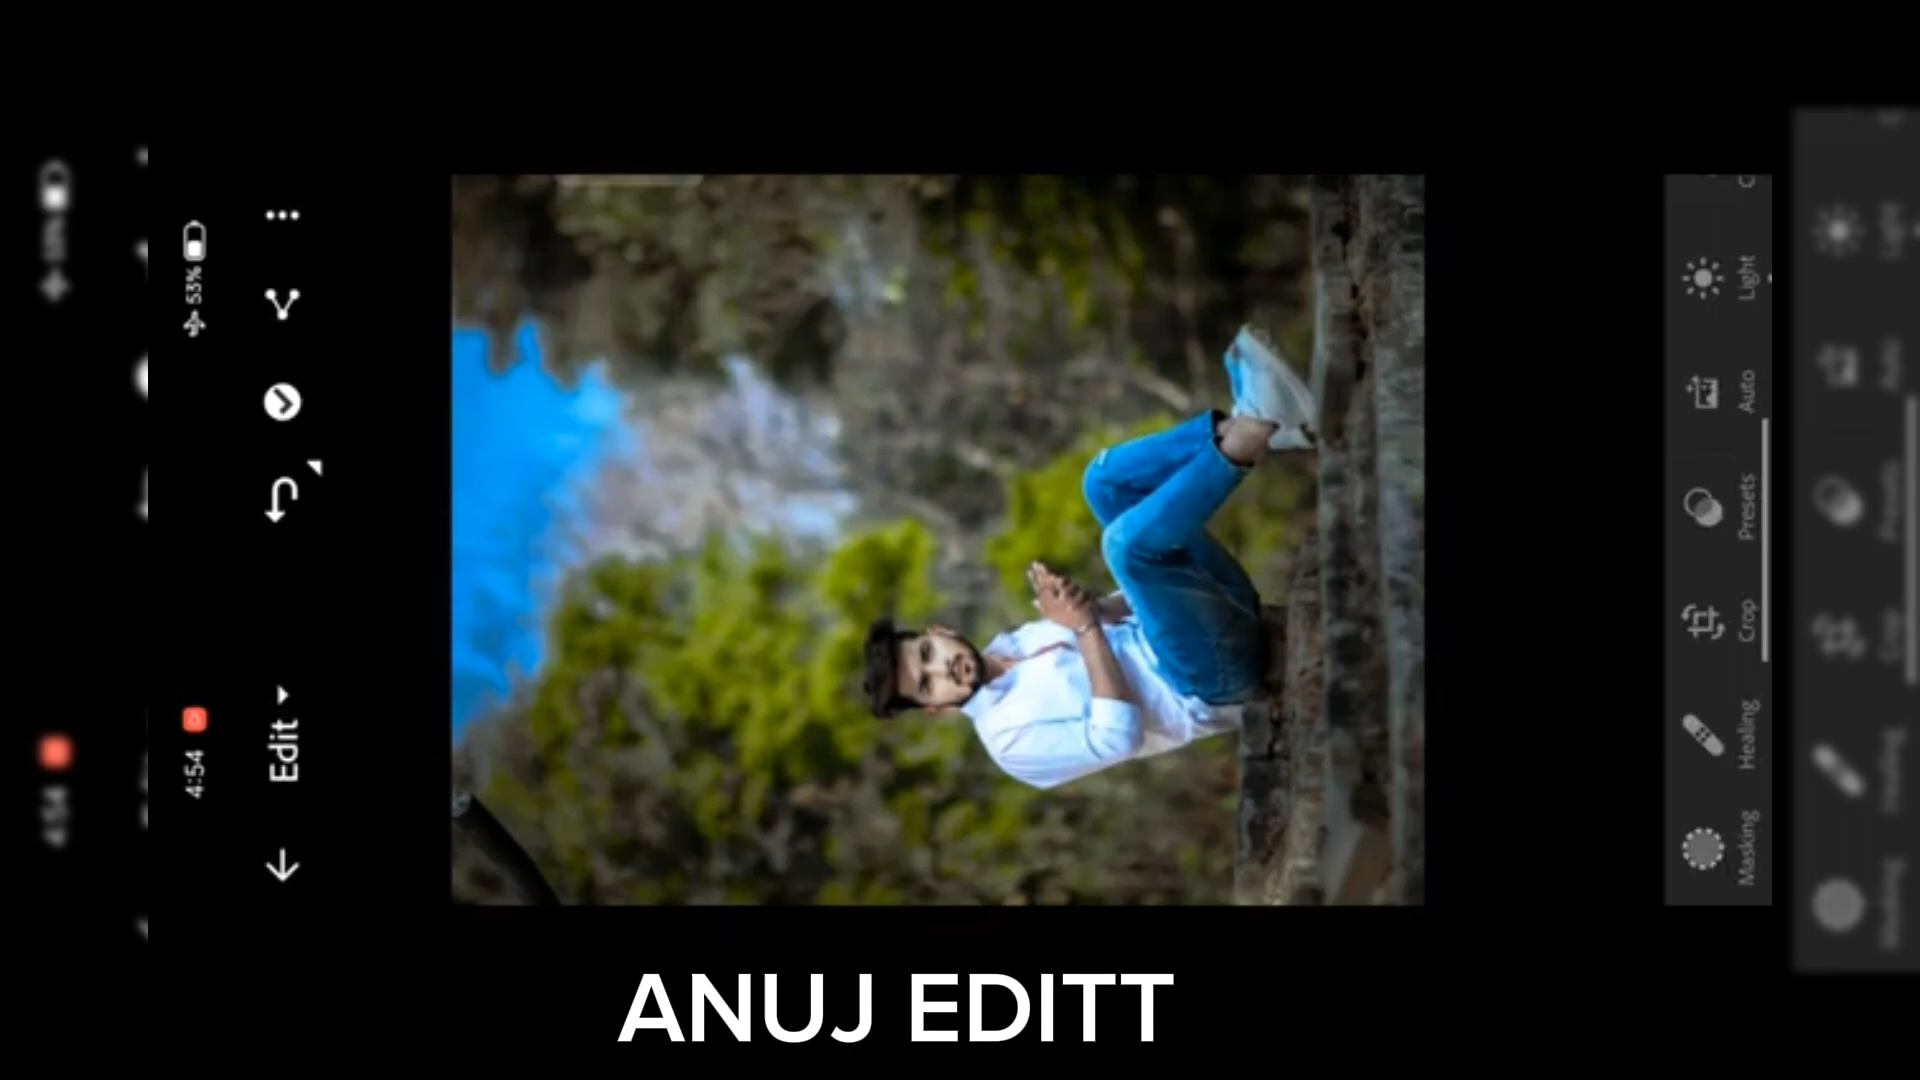 4:54
53%
Edit
Masking
Healing
Crop
Presets
Auto
Light
ANUJ EDITT